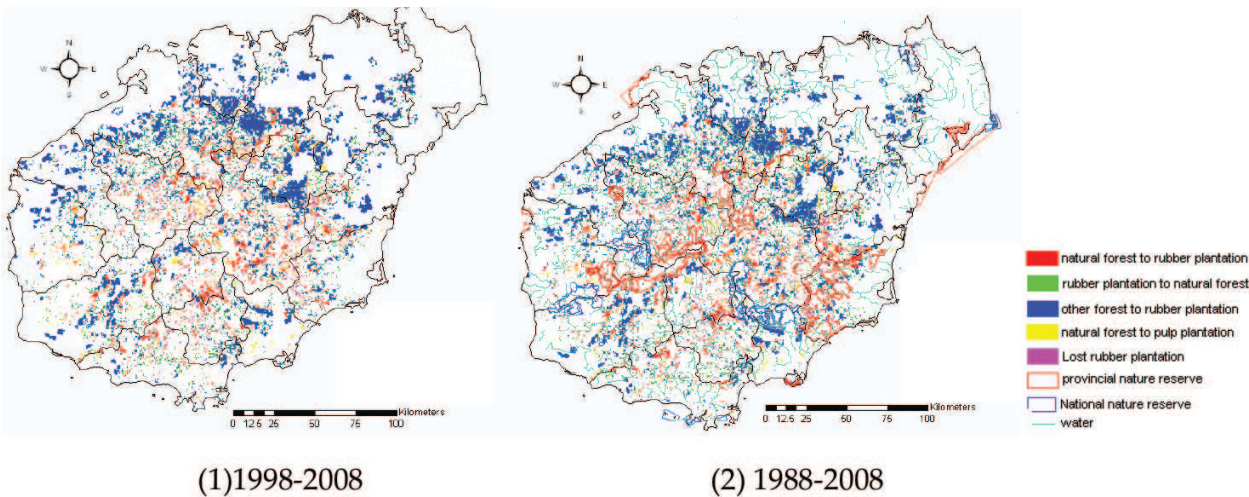 N
W
L
S
N
W
L
S
Kilometers
0 12.5 25 50 75 100
Kilometers
0 12.5 25 50 75 100
natural forest to rubber plantation
rubber plantation to natural forest
other forest to rubber plantation
natural forest to pulp plantation
Lost rubber plantation
provincial nature reserve
National nature reserve
water
(1)1998-2008
(2) 1988-2008